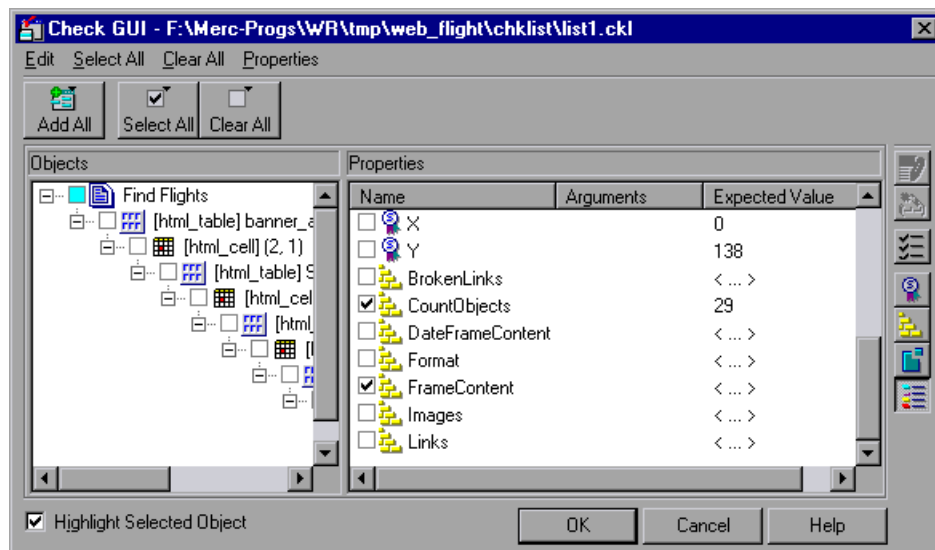 Check GUI - F:\Merc-Progs\WR\tmp\web_flight\chklist\list1.ckl
Edit Select All Clear All Properties
Add All Select All Clear All
Objects
Find Flights
[html_table] banner_a
[html_cell] (2, 1)
[html_table] S
[html_cel
[html_
[
Properties
Name Arguments Expected Value
X 0
Y 138
BrokenLinks < ... >
CountObjects 29
DateFrameContent < ... >
Format < ... >
FrameContent < ... >
Images < ... >
Links < ... >
Highlight Selected Object
OK Cancel Help